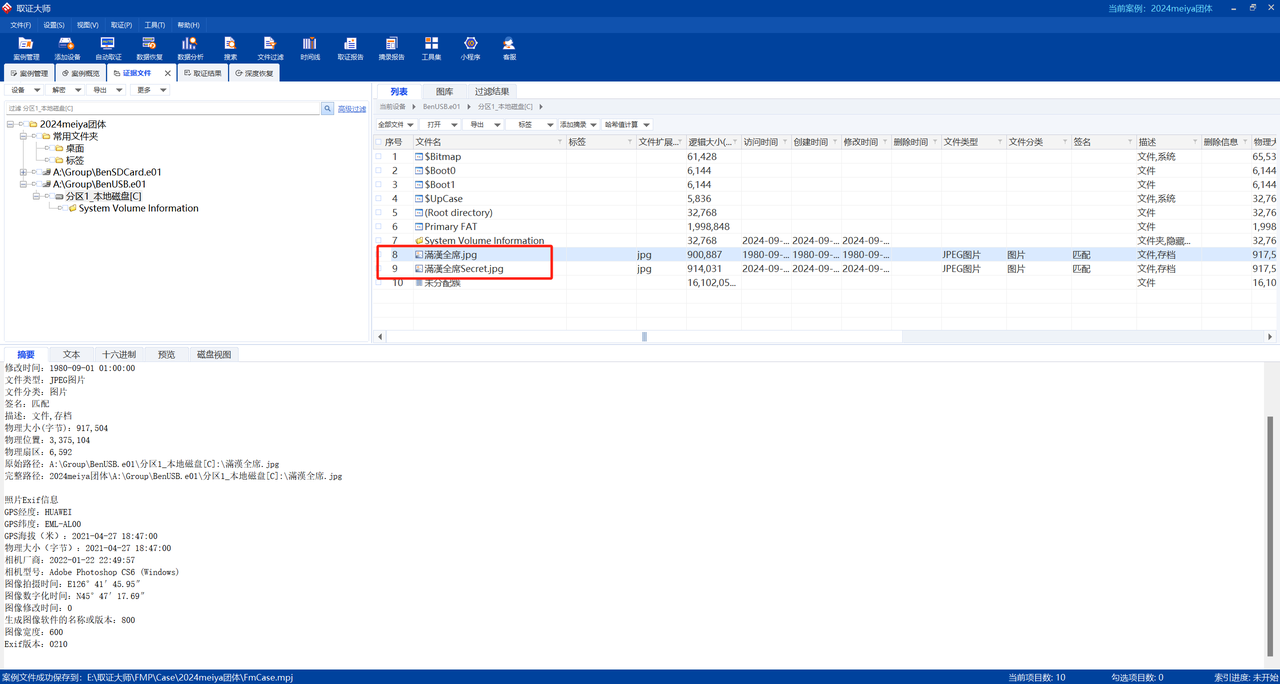 取证大师
当前案例：2024meiya团体
文件(F) 设置(S) 视图(V) 取证(P) 工具(T) 帮助(H)
案例管理 添加设备 自动取证 数据恢复 数据分析 搜索 文件过滤 时间线 取证报告 摘录报告 工具集 小程序 客服
案例管理 案例概览 证据文件 取证结果 深度恢复
设备 解密 导出 更多
过滤 分区1_本地磁盘[C] 高级过滤
2024meiya团体
常用文件夹
桌面
标签
A:\Group\BenSDCard.e01
A:\Group\BenUSB.e01
分区1_本地磁盘[C]
System Volume Information
列表 图库 过滤结果
当前设备 BenUSB.e01 分区1_本地磁盘[C]
全部文件 打开 导出 标签 添加摘录 哈希值计算
序号 文件名 标签 文件扩展... 逻辑大小(... 访问时间 创建时间 修改时间 删除时间 文件类型 文件分类 签名 描述 删除信息 物理大
1 $Bitmap 61,428 文件,系统 65,53
2 $Boot0 6,144 文件 6,144
3 $Boot1 6,144 文件 6,144
4 $UpCase 5,836 文件,系统 32,76
5 (Root directory) 32,768 文件 32,76
6 Primary FAT 1,998,848 文件 1,998
7 System Volume Information 32,768 2024-09-... 2024-09-... 2024-09-... 文件夹,隐藏... 32,76
8 滿漢全席.jpg jpg 900,887 1980-09-... 1980-09-... 1980-09-... JPEG图片 图片 匹配 文件,存档 917,5
9 滿漢全席Secret.jpg jpg 914,031 2024-09-... 2024-09-... 2024-09-... JPEG图片 图片 匹配 文件,存档 917,5
10 未分配簇 16,102,05... 文件 16,10
摘要 文本 十六进制 预览 磁盘视图
修改时间：1980-09-01 01:00:00
文件类型：JPEG图片
文件分类：图片
签名：匹配
描述：文件,存档
物理大小(字节)：917,504
物理位置：3,375,104
物理扇区：6,592
原始路径：A:\Group\BenUSB.e01\分区1_本地磁盘[C]:\滿漢全席.jpg
完整路径：2024meiya团体\A:\Group\BenUSB.e01\分区1_本地磁盘[C]:\滿漢全席.jpg
照片Exif信息
GPS经度：HUAWEI
GPS纬度：EML-AL00
GPS海拔（米）：2021-04-27 18:47:00
物理大小（字节）：2021-04-27 18:47:00
相机厂商：2022-01-22 22:49:57
相机型号：Adobe Photoshop CS6 (Windows)
图像拍摄时间：E126° 41′ 45.95″
图像数字化时间：N45° 47′ 17.69″
图像修改时间：0
生成图像软件的名称或版本：800
图像宽度：600
Exif版本：0210
案例文件成功保存到：E:\取证大师\FMP\Case\2024meiya团体\FmCase.mpj 当前项目数: 10 勾选项目数: 0 索引进度: 未开始